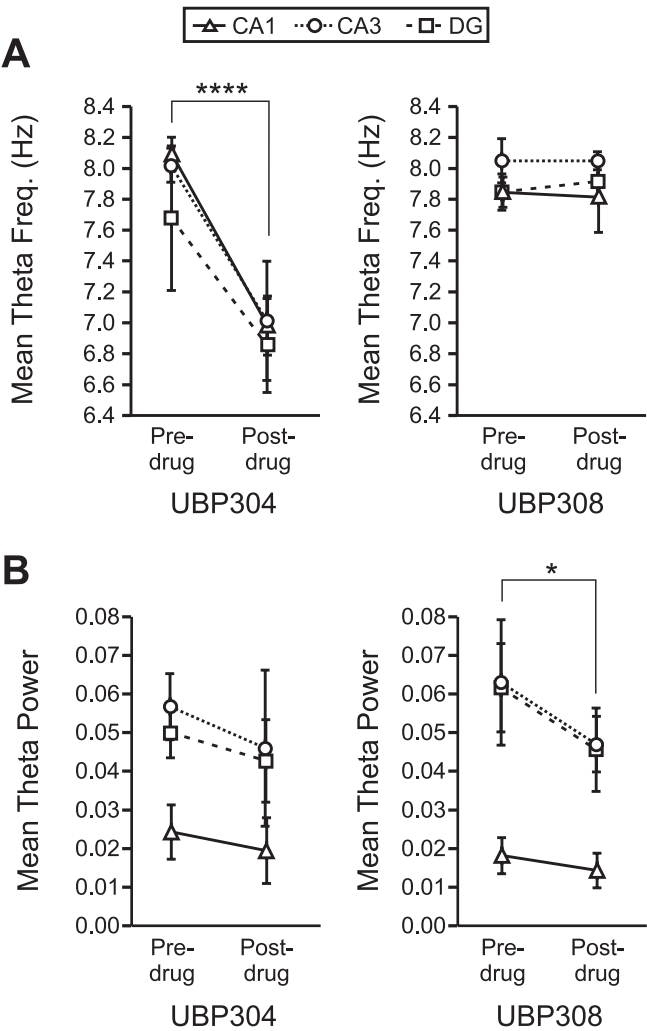 CA1 CA3 DG
A
****
Mean Theta Freq. (Hz)
8.4
8.2
8.0
7.8
7.6
7.4
7.2
7.0
6.8
6.6
6.4
Pre-
drug
Post-
drug
UBP304
Mean Theta Freq. (Hz)
8.4
8.2
8.0
7.8
7.6
7.4
7.2
7.0
6.8
6.6
6.4
Pre-
drug
Post-
drug
UBP308
B
Mean Theta Power
0.08
0.07
0.06
0.05
0.04
0.03
0.02
0.01
0.00
Pre-
drug
Post-
drug
UBP304
*
Mean Theta Power
0.08
0.07
0.06
0.05
0.04
0.03
0.02
0.01
0.00
Pre-
drug
Post-
drug
UBP308